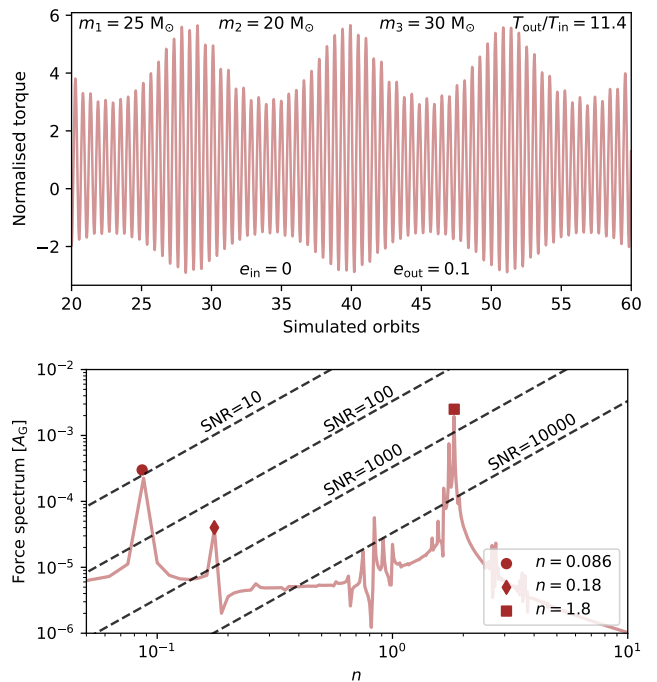 m₁ = 25 M⊙ m₂ = 20 M⊙ m₃ = 30 M⊙ T_out/T_in = 11.4
6
4
2
0
−2
Normalised torque
e_in = 0 e_out = 0.1
20 25 30 35 40 45 50 55 60
Simulated orbits
10⁻²
10⁻³
10⁻⁴
10⁻⁵
10⁻⁶
Force spectrum [A_G]
SNR=10
SNR=100
SNR=1000
SNR=10000
n = 0.086
n = 0.18
n = 1.8
10⁻¹ 10⁰ 10¹
n